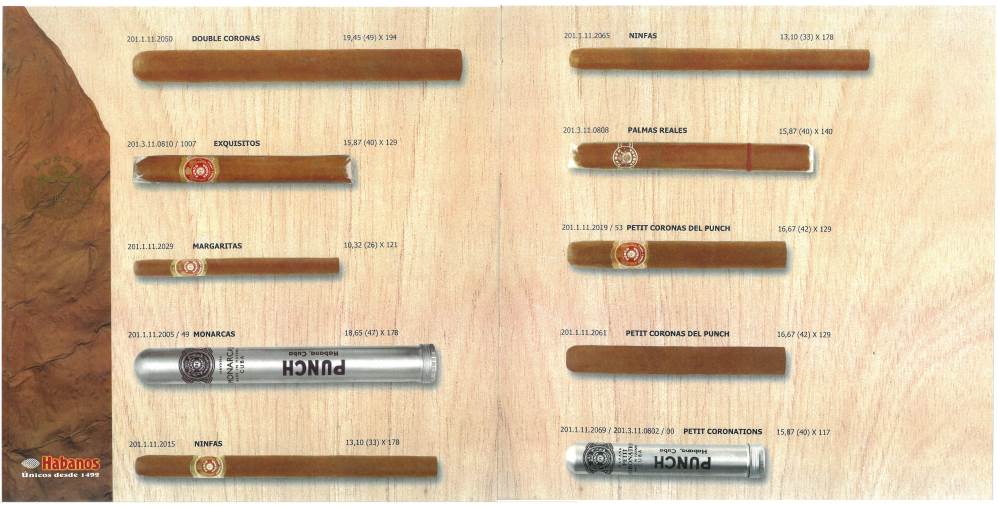 201.1.11.2050 DOUBLE CORONAS 19,45 (49) X 194
201.3.11.0810 / 1007 EXQUISITOS 15,87 (40) X 129
PUNCH
201.1.11.2029 MARGARITAS 10,32 (26) X 121
201.1.11.2005 / 49 MONARCAS 18,65 (47) X 178
MONARCAS
CUBA
PUNCH
Habana, Cuba
201.1.11.2015 NINFAS 13,10 (33) X 178
Habanos
Únicos desde 1492
201.1.11.2065 NINFAS 13,10 (33) X 178
201.3.11.0808 PALMAS REALES 15,87 (40) X 140
201.1.11.2019 / 53 PETIT CORONAS DEL PUNCH 16,67 (42) X 129
201.1.11.2061 PETIT CORONAS DEL PUNCH 16,67 (42) X 129
201.1.11.2069 / 201.3.11.0802 / 00 PETIT CORONATIONS 15,87 (40) X 117
PETIT
CUBA
PUNCH
Habana, Cuba